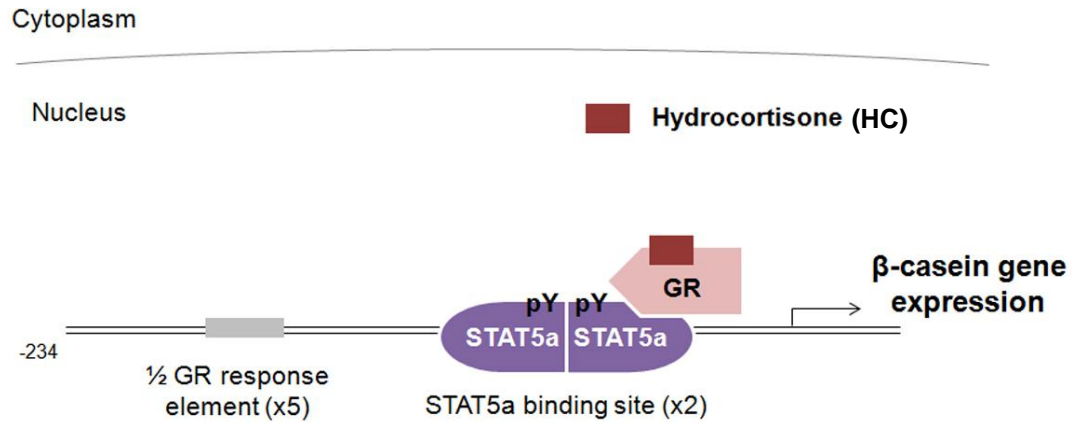 Cytoplasm
Nucleus
Hydrocortisone (HC)
β-casein gene
expression
GR
pY pY
STAT5a STAT5a
-234
½ GR response
element (x5)
STAT5a binding site (x2)